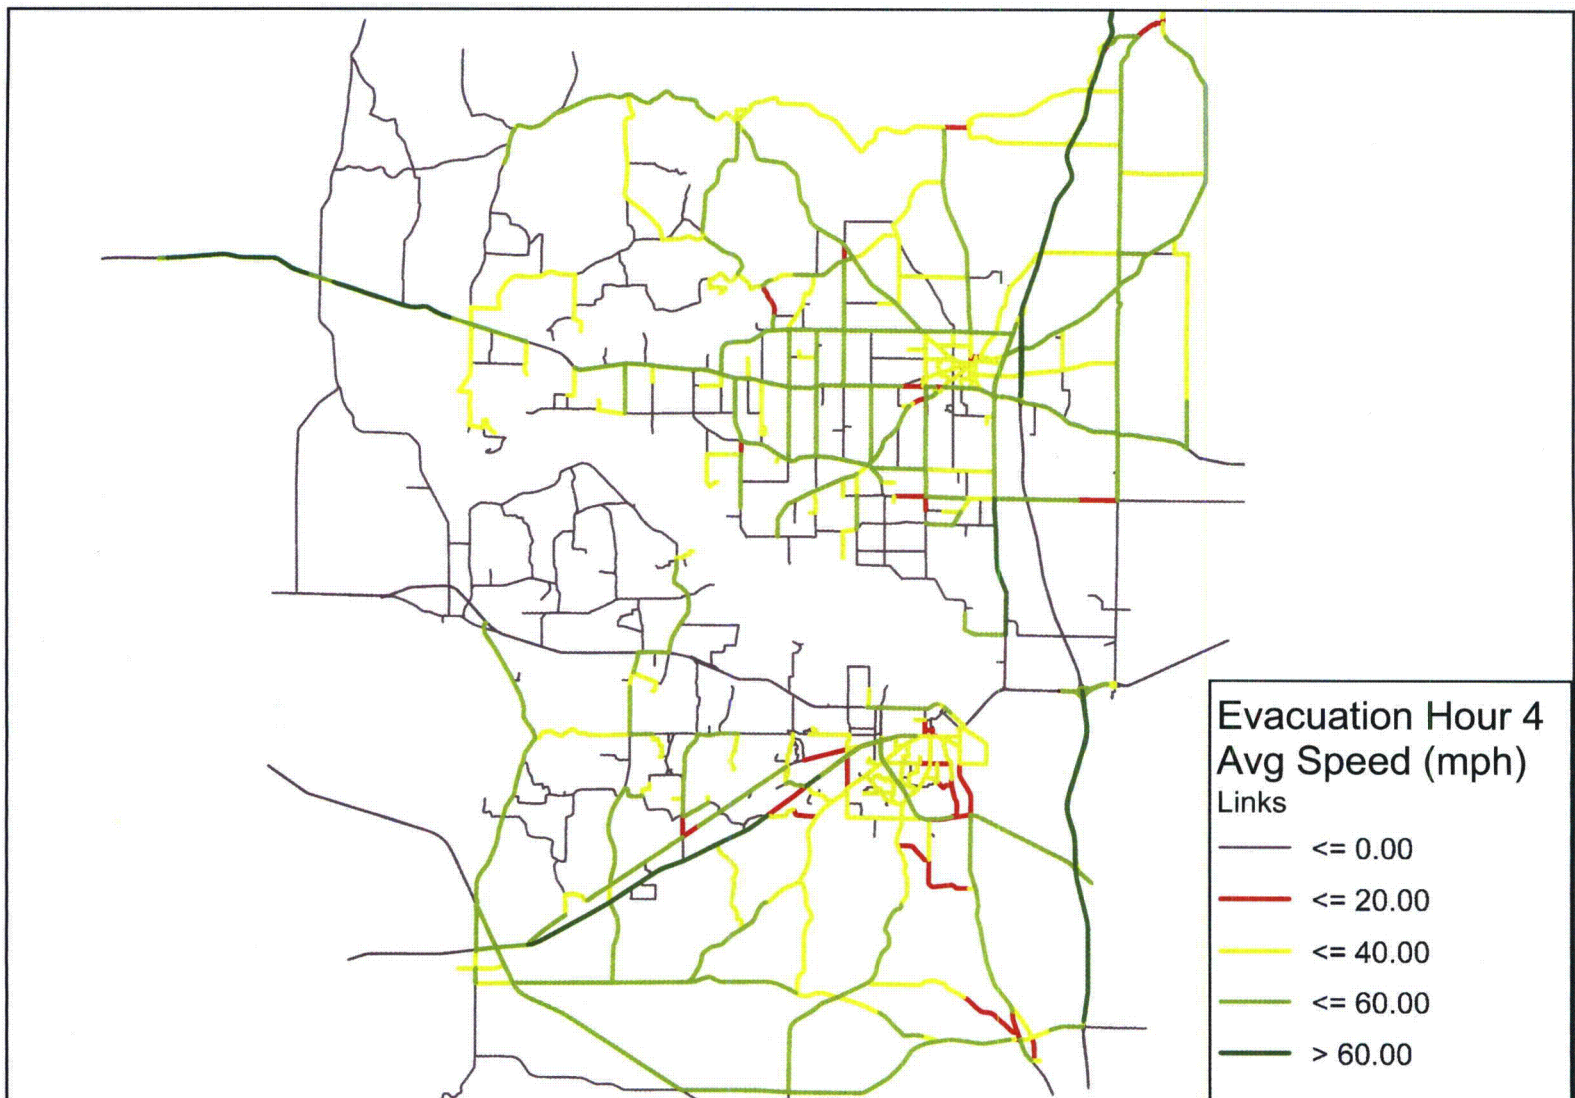 Evacuation Hour 4
Avg Speed (mph)
Links
<= 0.00
<= 20.00
<= 40.00
<= 60.00
> 60.00